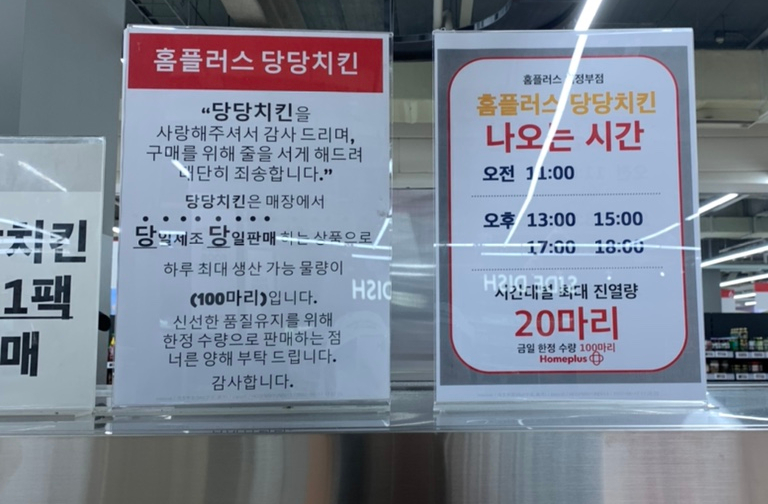 치킨
1팩
매
홈플러스 당당치킨
“당당치킨을
사랑해주셔서 감사 드리며,
구매를 위해 줄을 서게 해드려
대단히 죄송합니다.”
당당치킨은 매장에서
당일제조 당일판매 하는 상품으로
하루 최대 생산 가능 물량이
(100마리)입니다.
신선한 품질유지를 위해
한정 수량으로 판매하는 점
너른 양해 부탁 드립니다.
감사합니다.
홈플러스
홈플러스 당당치킨
나오는 시간
오전 11:00
오후 13:00 15:00
17:00 18:00
시간대별 최대 진열량
20마리
금일 한정 수량 100마리
Homeplus
SIDE DISH